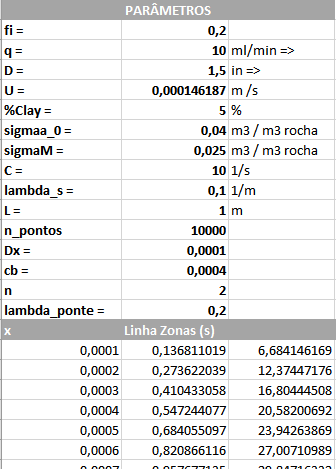 PARÂMETROS
fi = 0,2
q = 10 ml/min =>
D = 1,5 in =>
U = 0,000146187 m /s
%Clay = 5 %
sigmaa_0 = 0,04 m3 / m3 rocha
sigmaM = 0,025 m3 / m3 rocha
C = 10 1/s
lambda_s = 0,1 1/m
L = 1 m
n_pontos 10000
Dx = 0,0001
cb = 0,0004
n 2
lambda_ponte = 0,2
x Linha Zonas (s)
0,0001 0,136811019 6,684146169
0,0002 0,273622039 12,37447176
0,0003 0,410433058 16,80444508
0,0004 0,547244077 20,58200692
0,0005 0,684055097 23,94263869
0,0006 0,820866116 27,00710989